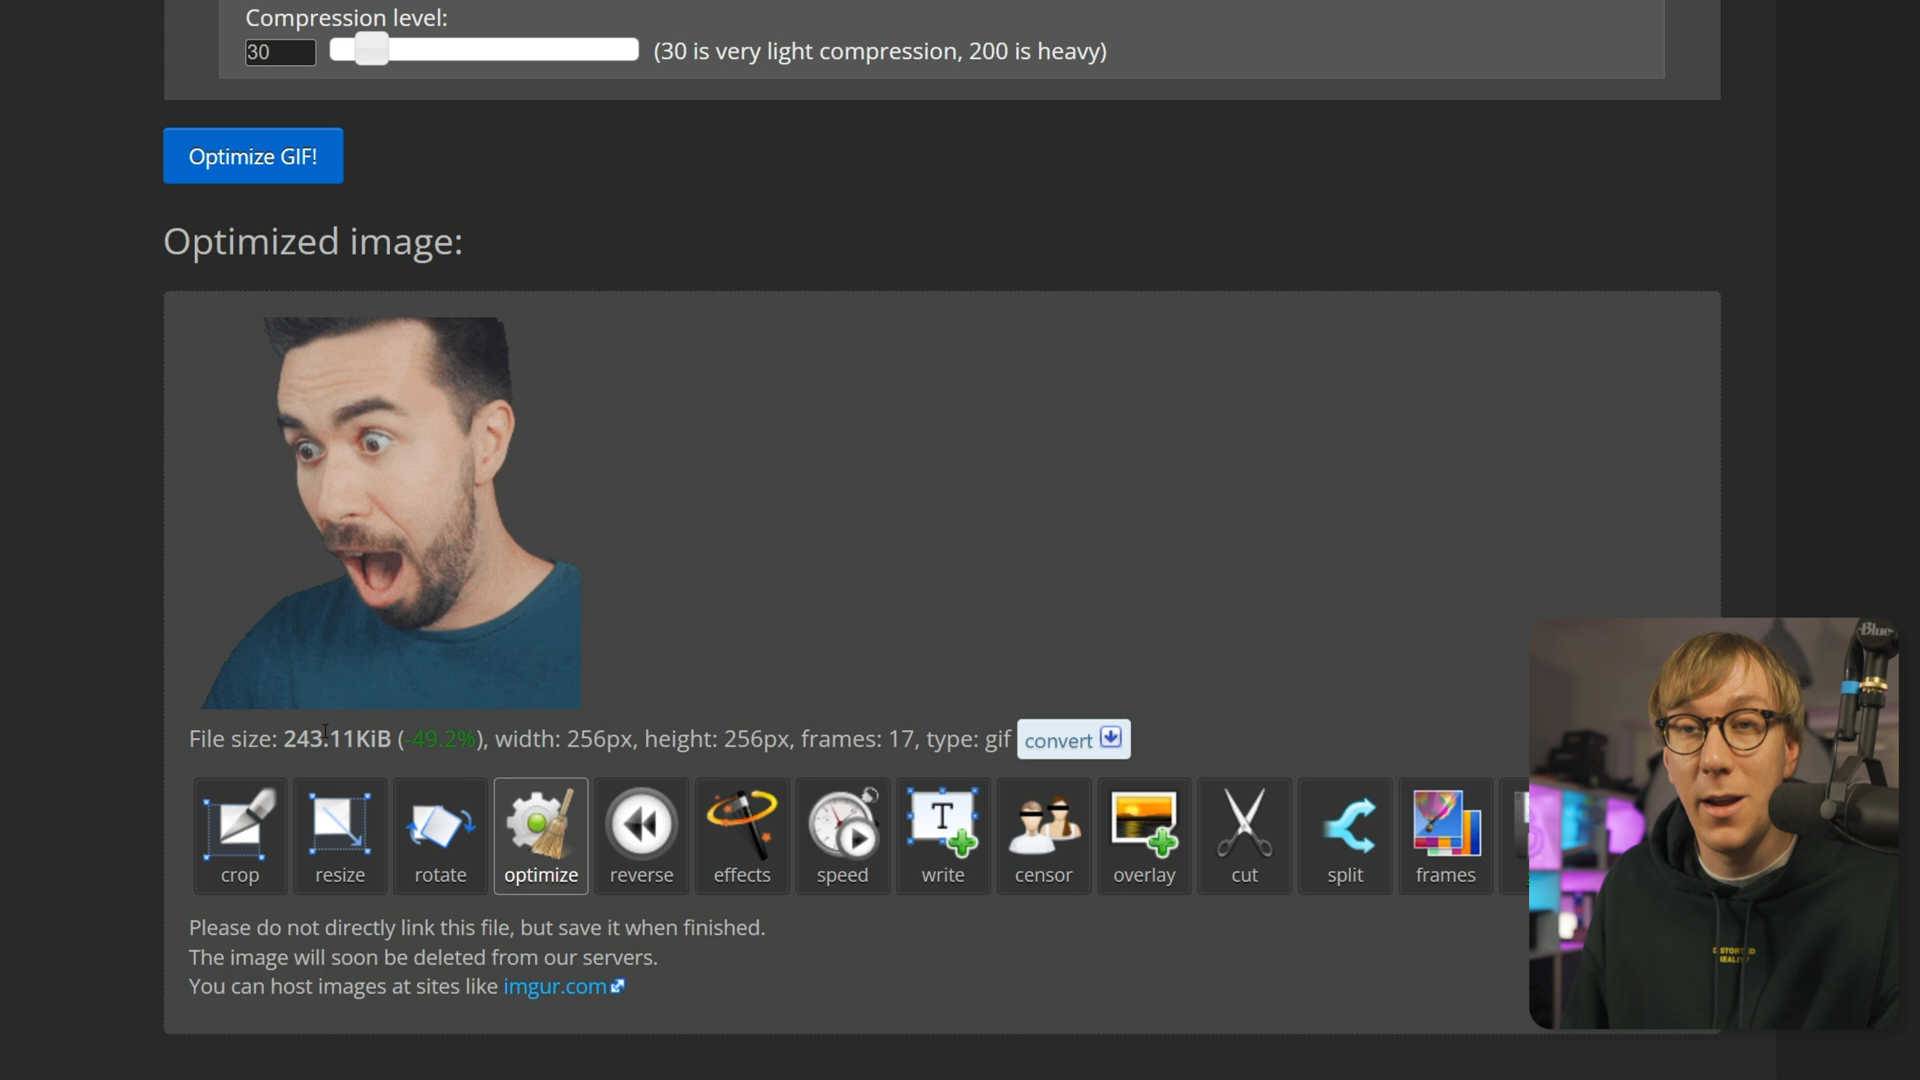 Compression level:
30 (30 is very light compression, 200 is heavy)
Optimize GIF!
Optimized image:
File size: 243.11KiB (-49.2%), width: 256px, height: 256px, frames: 17, type: gif convert
T
crop resize rotate optimize reverse effects speed write censor overlay cut split frames
Please do not directly link this file, but save it when finished.
The image will soon be deleted from our servers.
You can host images at sites like imgur.com
Blue